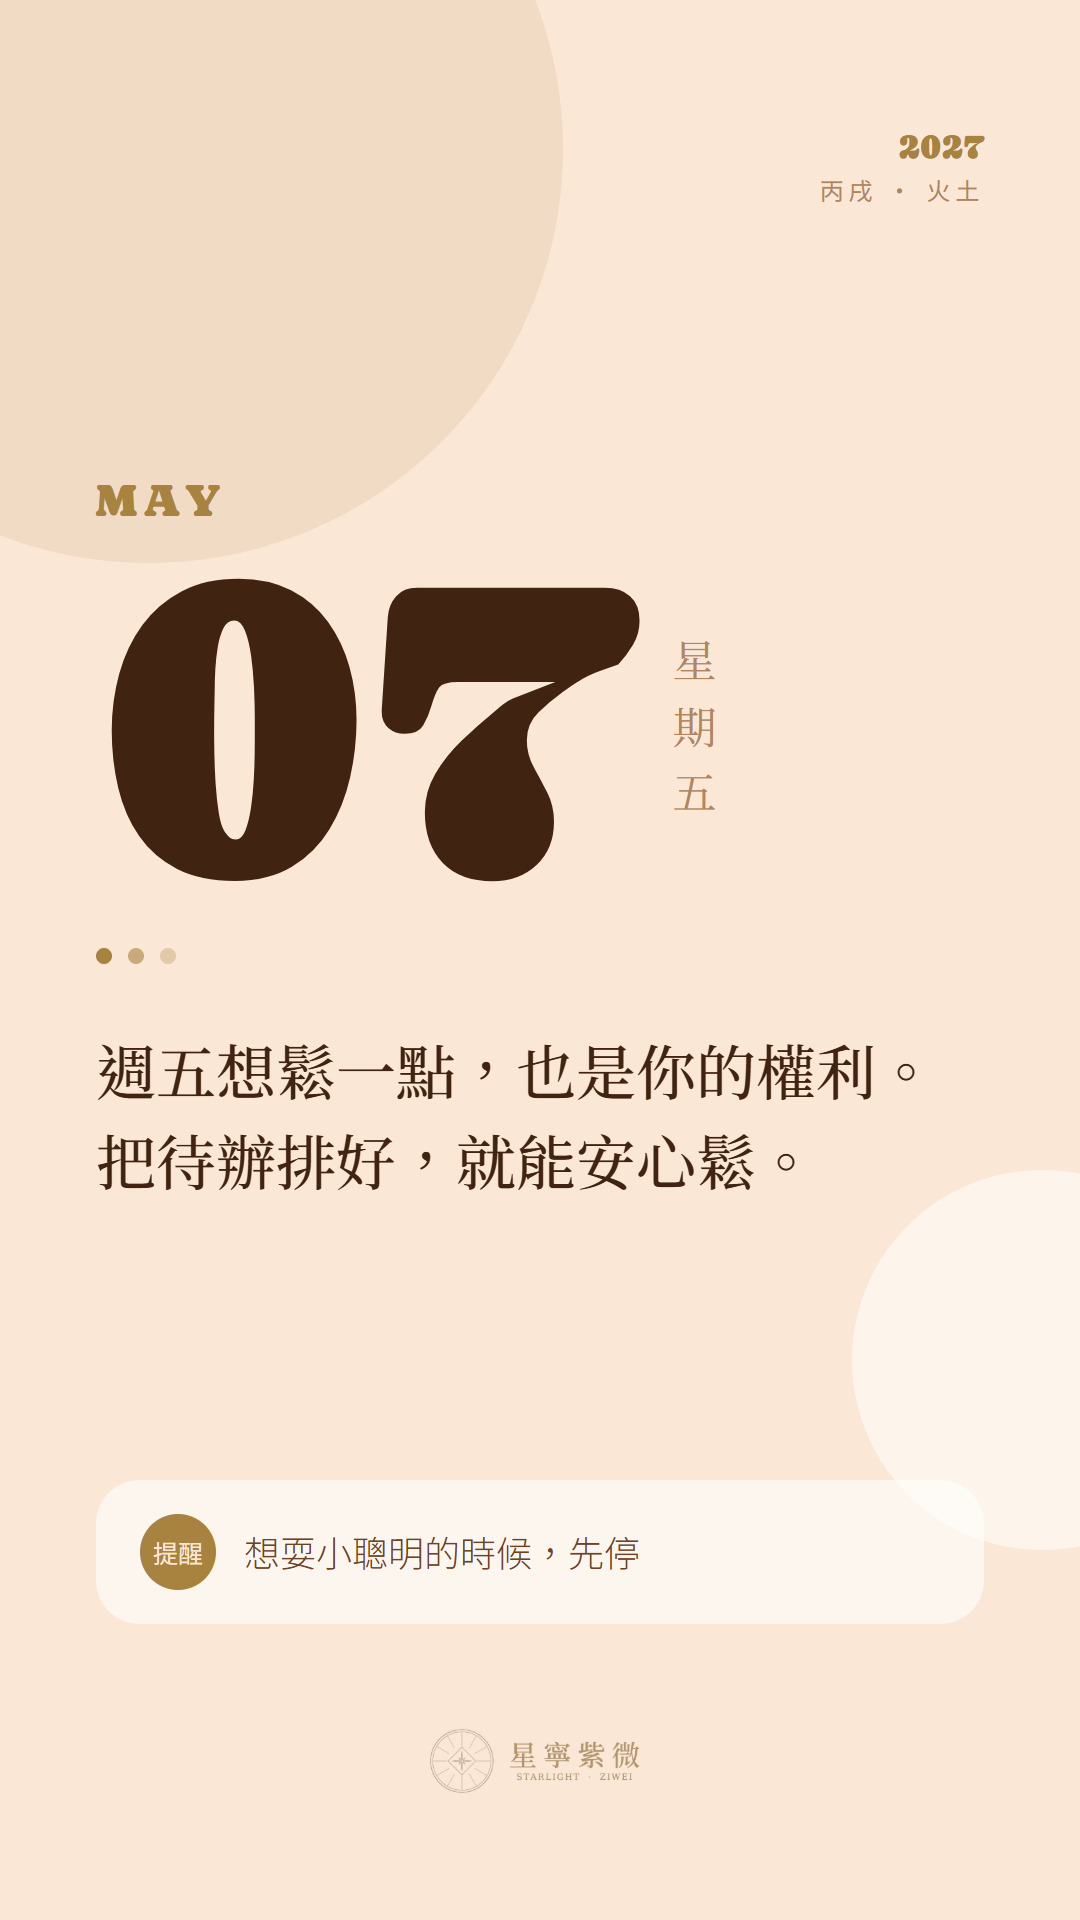 2027
丙戌 · 火土
MAY
07
星期五
週五想鬆一點，也是你的權利。
把待辦排好，就能安心鬆。
提醒 想耍小聰明的時候，先停
星寧紫微
STARLIGHT · ZIWEI